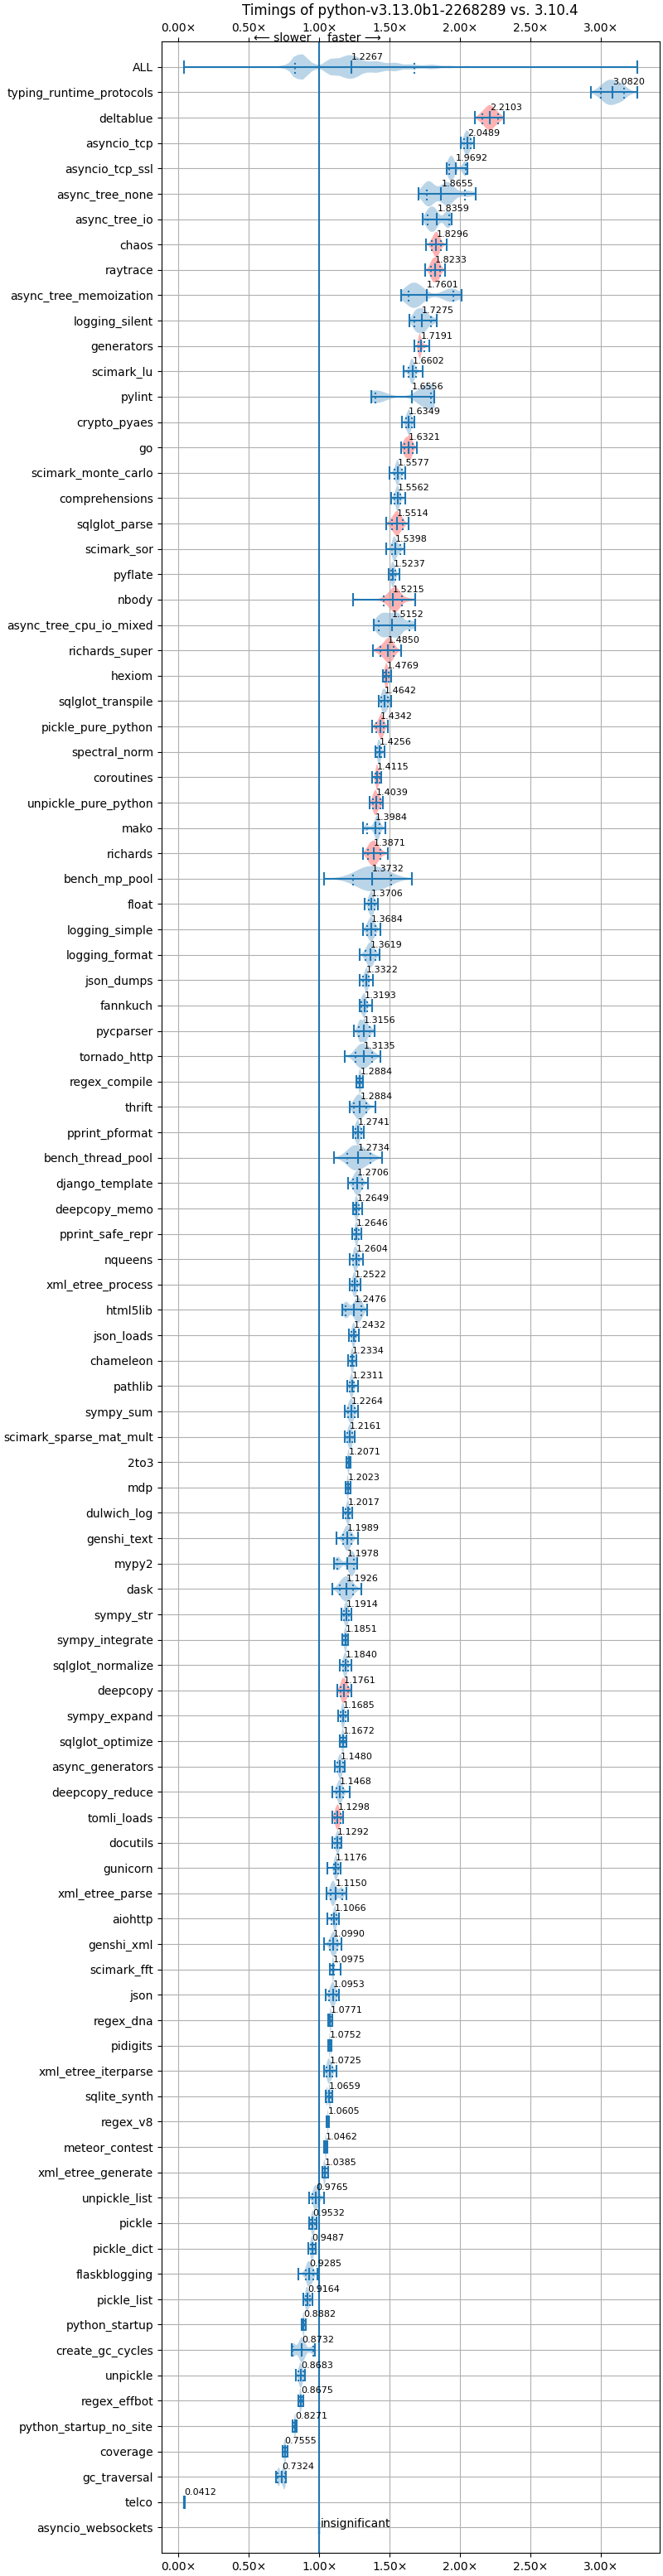 Timings of python-v3.13.0b1-2268289 vs. 3.10.4
0.00× 0.50× 1.00× 1.50× 2.00× 2.50× 3.00×
⟵ slower faster ⟶
ALL 1.2267
typing_runtime_protocols 3.0820
deltablue 2.2103
asyncio_tcp 2.0489
asyncio_tcp_ssl 1.9692
async_tree_none 1.8655
async_tree_io 1.8359
chaos 1.8296
raytrace 1.8233
async_tree_memoization 1.7601
logging_silent 1.7275
generators 1.7191
scimark_lu 1.6602
pylint 1.6556
crypto_pyaes 1.6349
go 1.6321
scimark_monte_carlo 1.5577
comprehensions 1.5562
sqlglot_parse 1.5514
scimark_sor 1.5398
pyflate 1.5237
nbody 1.5215
async_tree_cpu_io_mixed 1.5152
richards_super 1.4850
hexiom 1.4769
sqlglot_transpile 1.4642
pickle_pure_python 1.4342
spectral_norm 1.4256
coroutines 1.4115
unpickle_pure_python 1.4039
mako 1.3984
richards 1.3871
bench_mp_pool 1.3732
float 1.3706
logging_simple 1.3684
logging_format 1.3619
json_dumps 1.3322
fannkuch 1.3193
pycparser 1.3156
tornado_http 1.3135
regex_compile 1.2884
thrift 1.2884
pprint_pformat 1.2741
bench_thread_pool 1.2734
django_template 1.2706
deepcopy_memo 1.2649
pprint_safe_repr 1.2646
nqueens 1.2604
xml_etree_process 1.2522
html5lib 1.2476
json_loads 1.2432
chameleon 1.2334
pathlib 1.2311
sympy_sum 1.2264
scimark_sparse_mat_mult 1.2161
2to3 1.2071
mdp 1.2023
dulwich_log 1.2017
genshi_text 1.1989
mypy2 1.1978
dask 1.1926
sympy_str 1.1914
sympy_integrate 1.1851
sqlglot_normalize 1.1840
deepcopy 1.1761
sympy_expand 1.1685
sqlglot_optimize 1.1672
async_generators 1.1480
deepcopy_reduce 1.1468
tomli_loads 1.1298
docutils 1.1292
gunicorn 1.1176
xml_etree_parse 1.1150
aiohttp 1.1066
genshi_xml 1.0990
scimark_fft 1.0975
json 1.0953
regex_dna 1.0771
pidigits 1.0752
xml_etree_iterparse 1.0725
sqlite_synth 1.0659
regex_v8 1.0605
meteor_contest 1.0462
xml_etree_generate 1.0385
unpickle_list 0.9765
pickle 0.9532
pickle_dict 0.9487
flaskblogging 0.9285
pickle_list 0.9164
python_startup 0.8882
create_gc_cycles 0.8732
unpickle 0.8683
regex_effbot 0.8675
python_startup_no_site 0.8271
coverage 0.7555
gc_traversal 0.7324
telco 0.0412
asyncio_websockets insignificant
0.00× 0.50× 1.00× 1.50× 2.00× 2.50× 3.00×